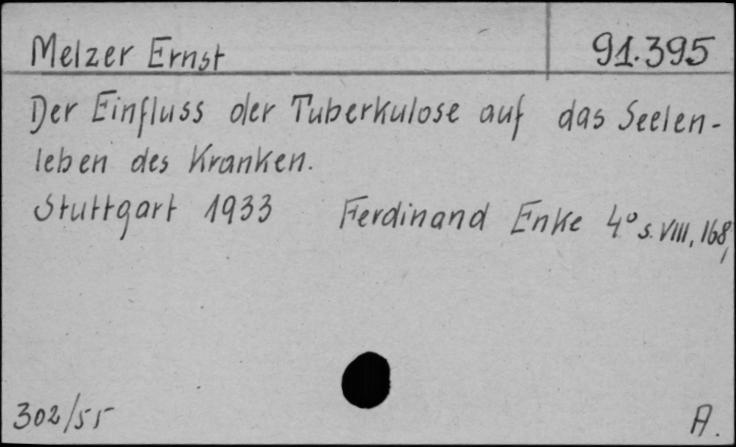 Melzer Ernst 91.395
Der Einfluss der Tuberkulose auf das Seelen-
leben des Kranken.
Stuttgart 1933 Ferdinand Enke 4° s. VIII, 168,
302/55 A.